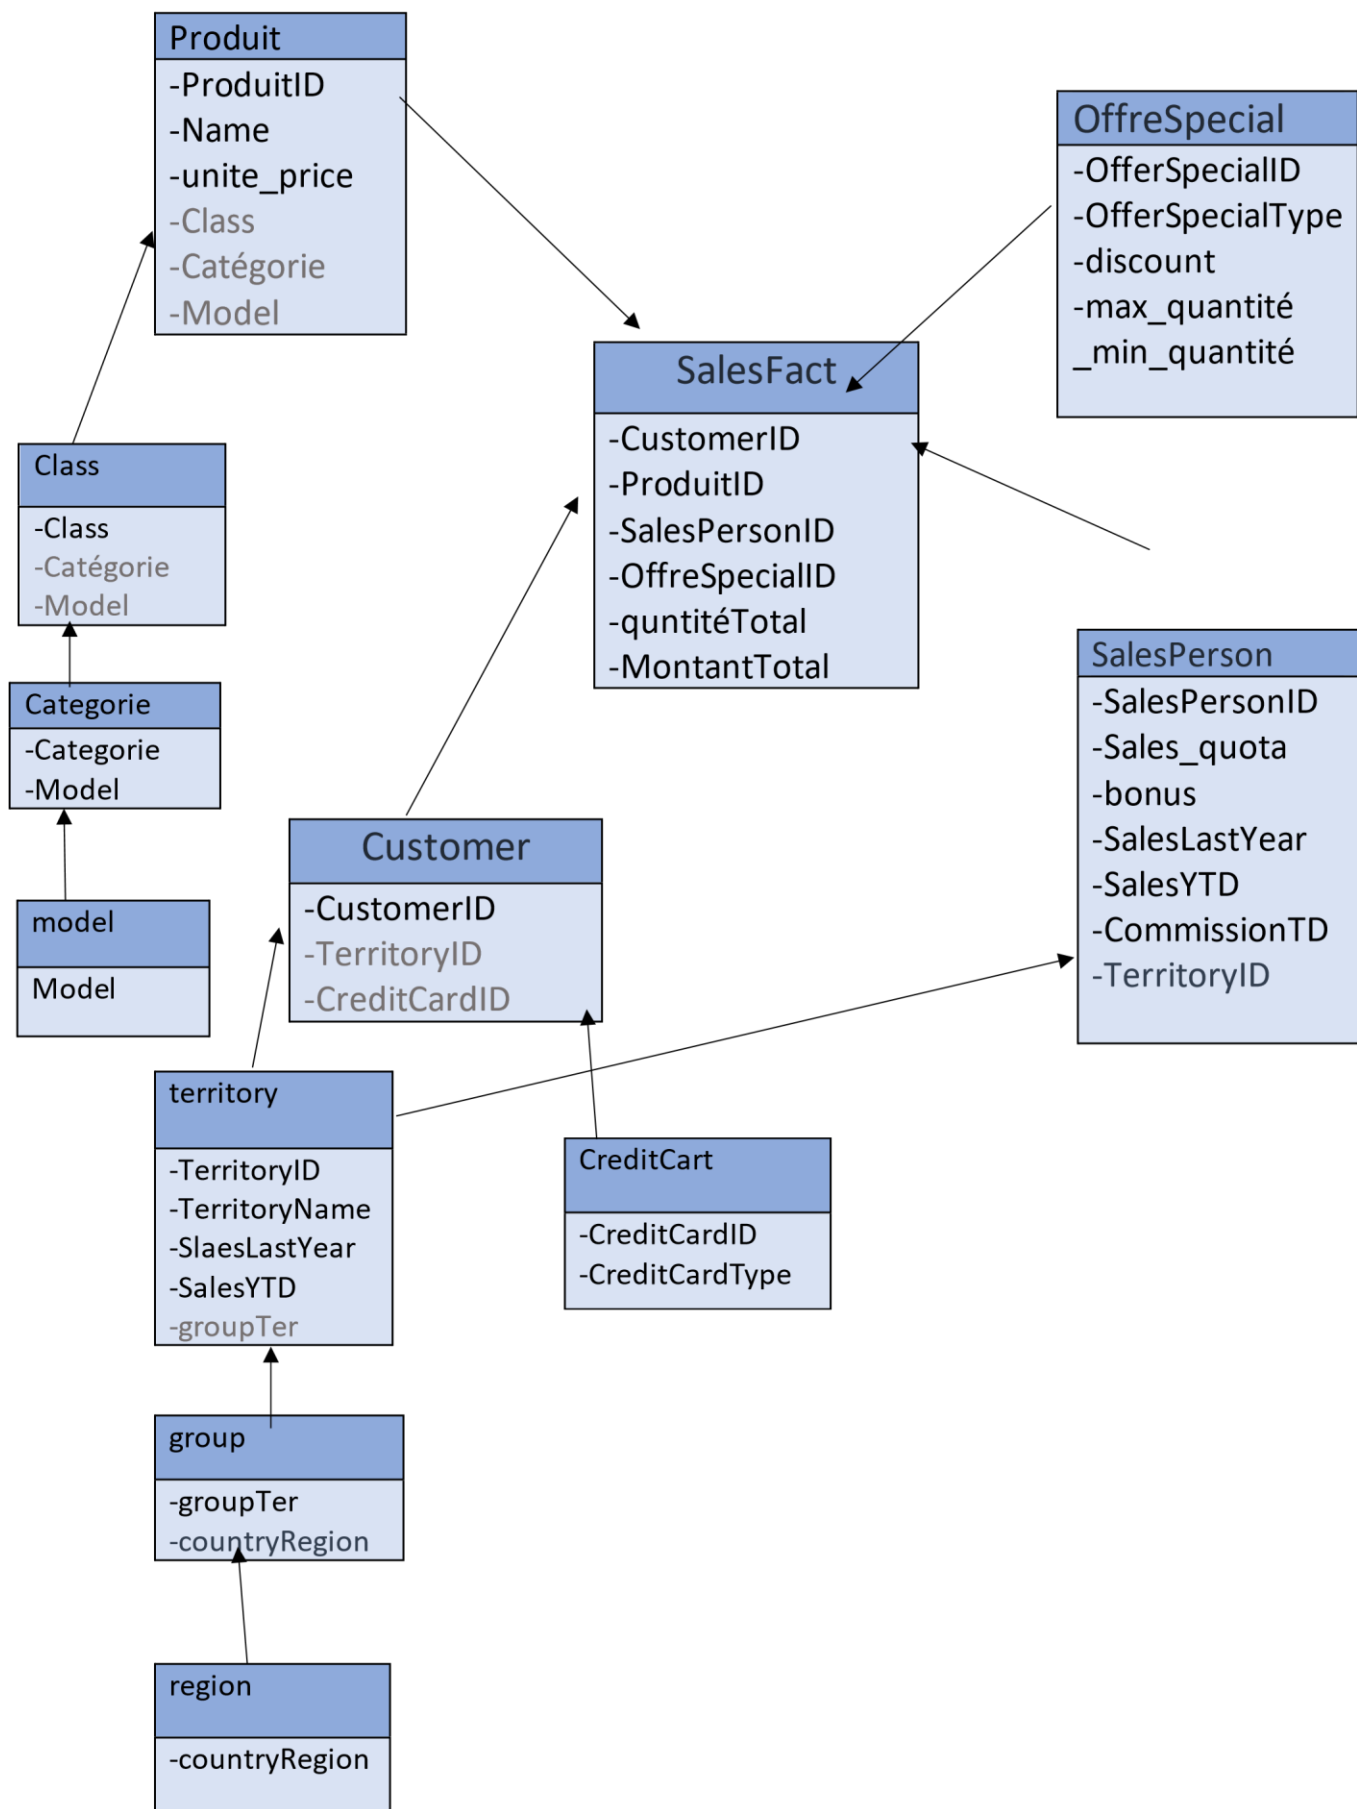 Produit
-ProduitID
-Name
-unite_price
-Class
-Catégorie
-Model
OffreSpecial
-OfferSpecialID
-OfferSpecialType
-discount
-max_quantité
_min_quantité
SalesFact
-CustomerID
-ProduitID
-SalesPersonID
-OffreSpecialID
-quntitéTotal
-MontantTotal
Class
-Class
-Catégorie
-Model
Categorie
-Categorie
-Model
model
Model
Customer
-CustomerID
-TerritoryID
-CreditCardID
SalesPerson
-SalesPersonID
-Sales_quota
-bonus
-SalesLastYear
-SalesYTD
-CommissionTD
-TerritoryID
territory
-TerritoryID
-TerritoryName
-SlaesLastYear
-SalesYTD
-groupTer
CreditCart
-CreditCardID
-CreditCardType
group
-groupTer
-countryRegion
region
-countryRegion